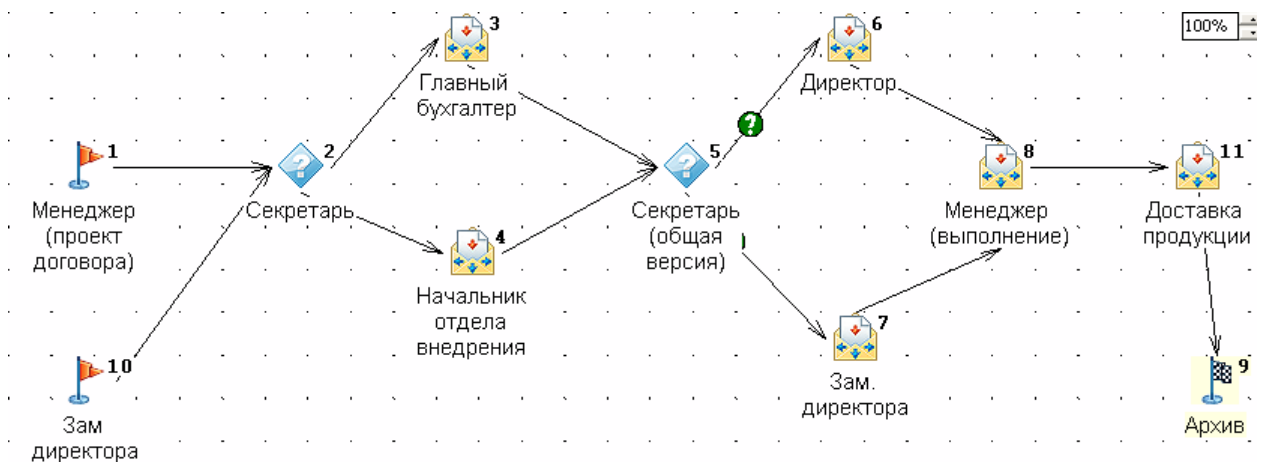 100%
3
Главный
бухгалтер
6
Директор
1
Менеджер
(проект
договора)
2
Секретарь
5
Секретарь
(общая
версия)
8
Менеджер
(выполнение)
11
Доставка
продукции
4
Начальник
отдела
внедрения
7
Зам.
директора
10
Зам
директора
9
Архив